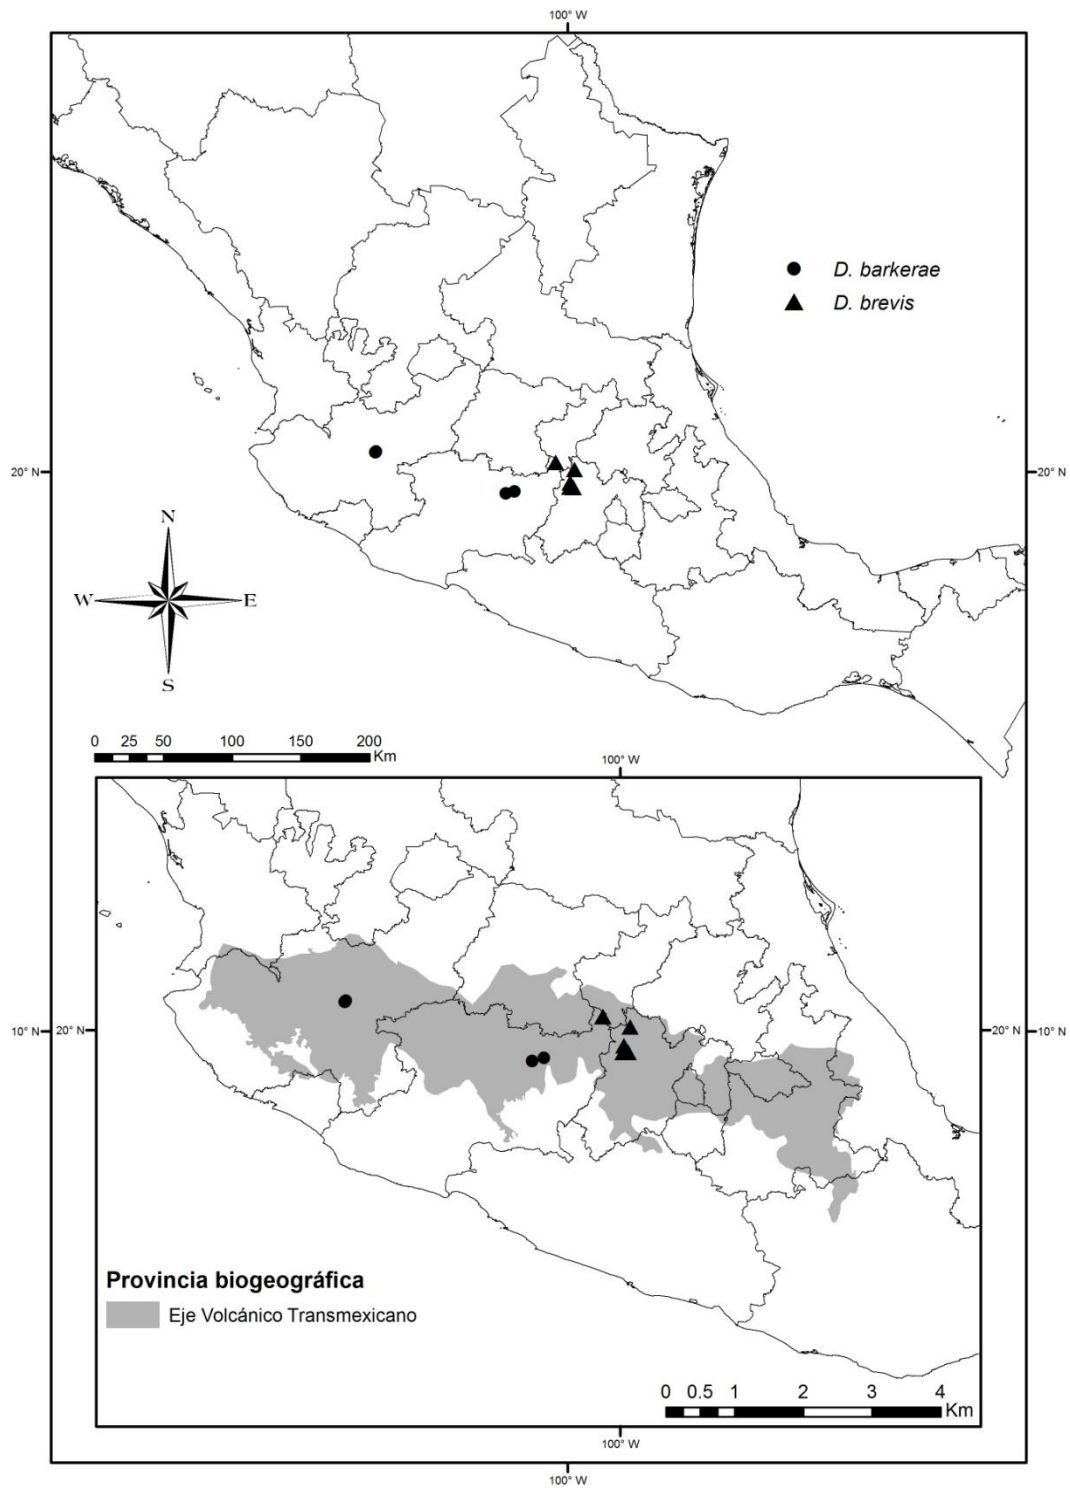 100° W
D. barkerae
D. brevis
20° N
20° N
N
W E
S
0 25 50 100 150 200
Km
100° W
10° N 20° N
20° N 10° N
Provincia biogeográfica
Eje Volcánico Transmexicano
0 0.5 1 2 3 4
Km
100° W
100° W